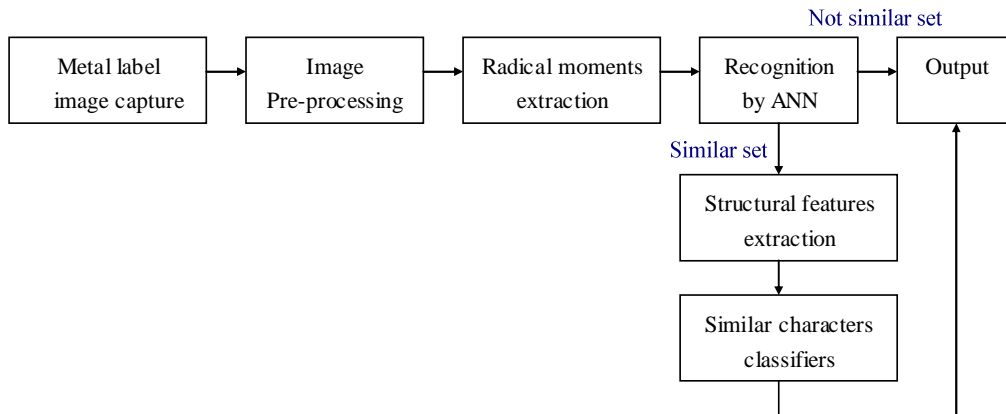 Not similar set
Metal label
image capture
Image
Pre-processing
Radical moments
extraction
Recognition
by ANN
Output
Similar set
Structural features
extraction
Similar characters
classifiers